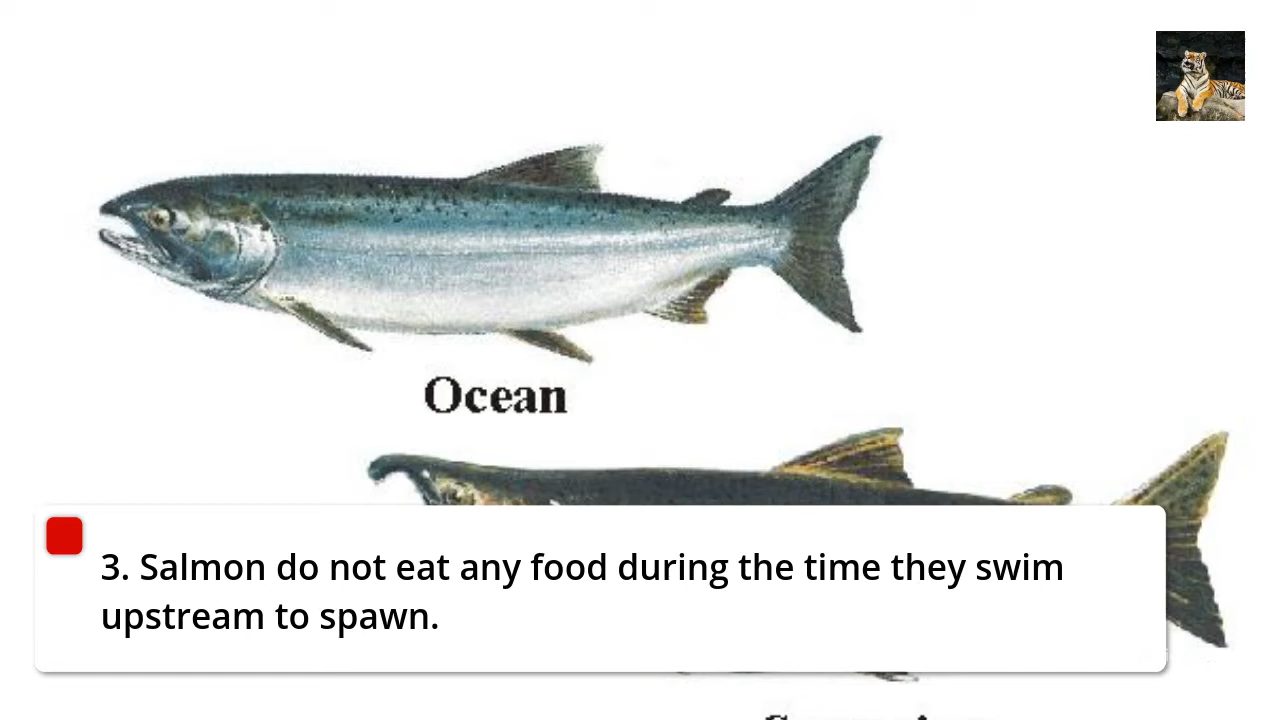 Ocean
3. Salmon do not eat any food during the time they swim
upstream to spawn.